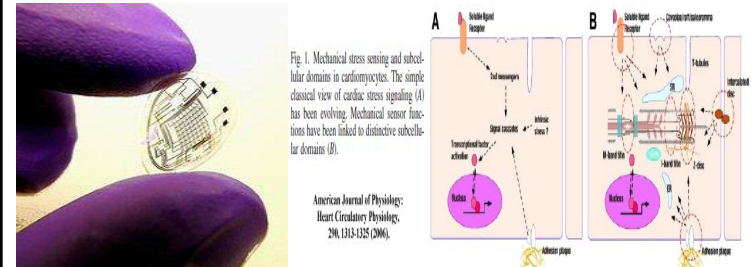 Fig. 1. Mechanical stress sensing and subcel-
lular domains in cardiomyocytes. The simple
classical view of cardiac stress signaling (A)
has been evolving. Mechanical sensor func-
tions have been linked to distinctive subcellu-
lar domains (B).
American Journal of Physiology:
Heart Circulatory Physiology,
290, 1313-1325 (2006).
A
Soluble ligand
Receptor
2nd messengers
Signal cascades
Intrinsic
stress ?
Transcriptional factor
activation
Nucleus
Adhesion plaque
B
Soluble ligand
Receptor
T-tubules
Intercalated
disc
SR
M-band titin
I-band titin
Z-disc
ER
Nucleus
Adhesion plaque